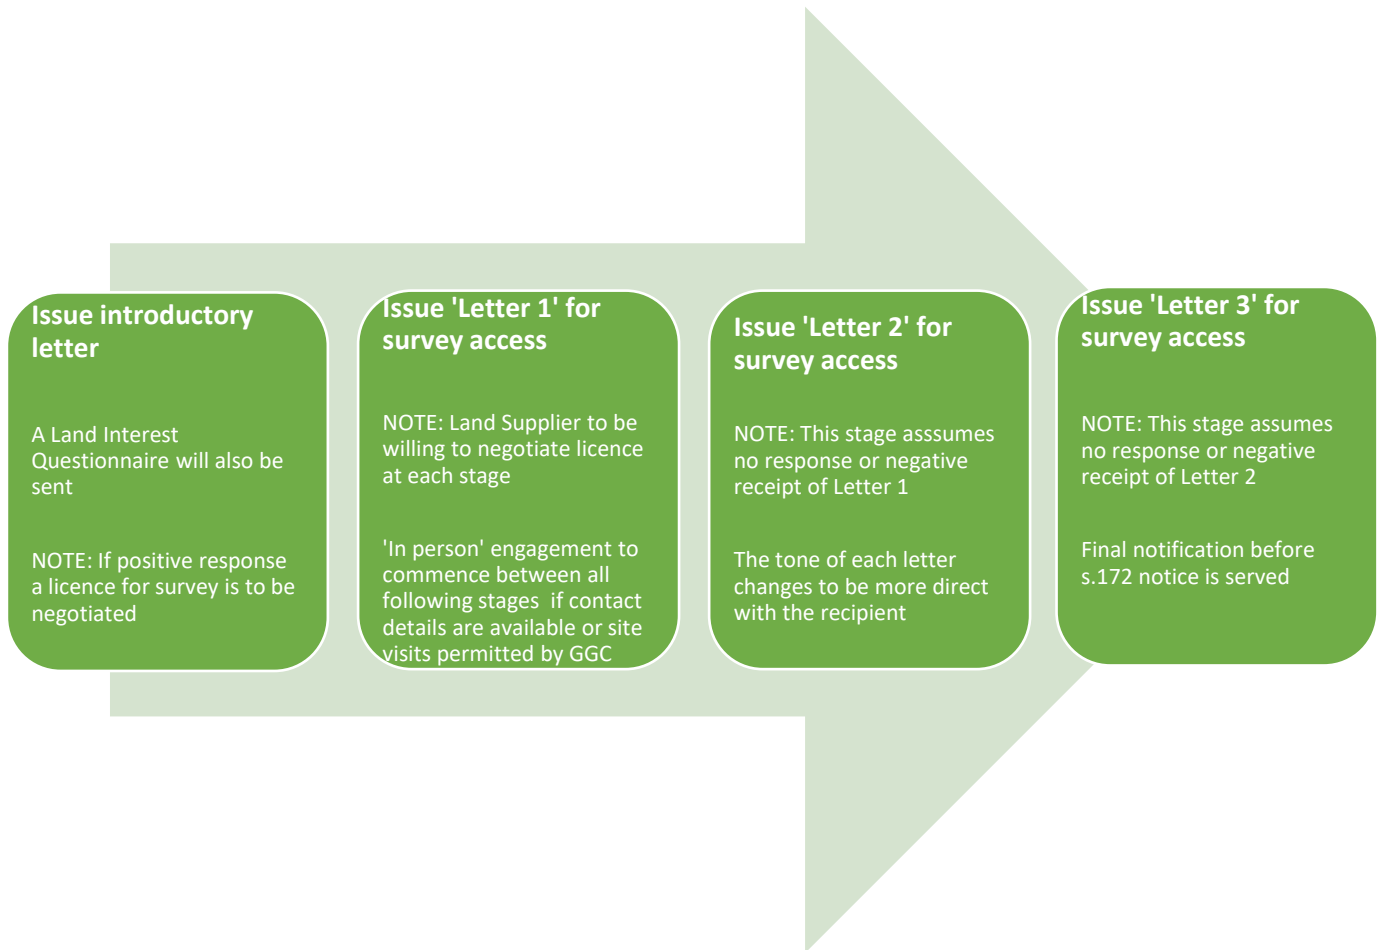 Issue introductory
letter
A Land Interest
Questionnaire will also be
sent
NOTE: If positive response
a licence for survey is to be
negotiated
Issue 'Letter 1' for
survey access
NOTE: Land Supplier to be
willing to negotiate licence
at each stage
'In person' engagement to
commence between all
following stages  if contact
details are available or site
visits permitted by GGC
Issue 'Letter 2' for
survey access
NOTE: This stage asssumes
no response or negative
receipt of Letter 1
The tone of each letter
changes to be more direct
with the recipient
Issue 'Letter 3' for
survey access
NOTE: This stage assumes
no response or negative
receipt of Letter 2
Final notification before
s.172 notice is served